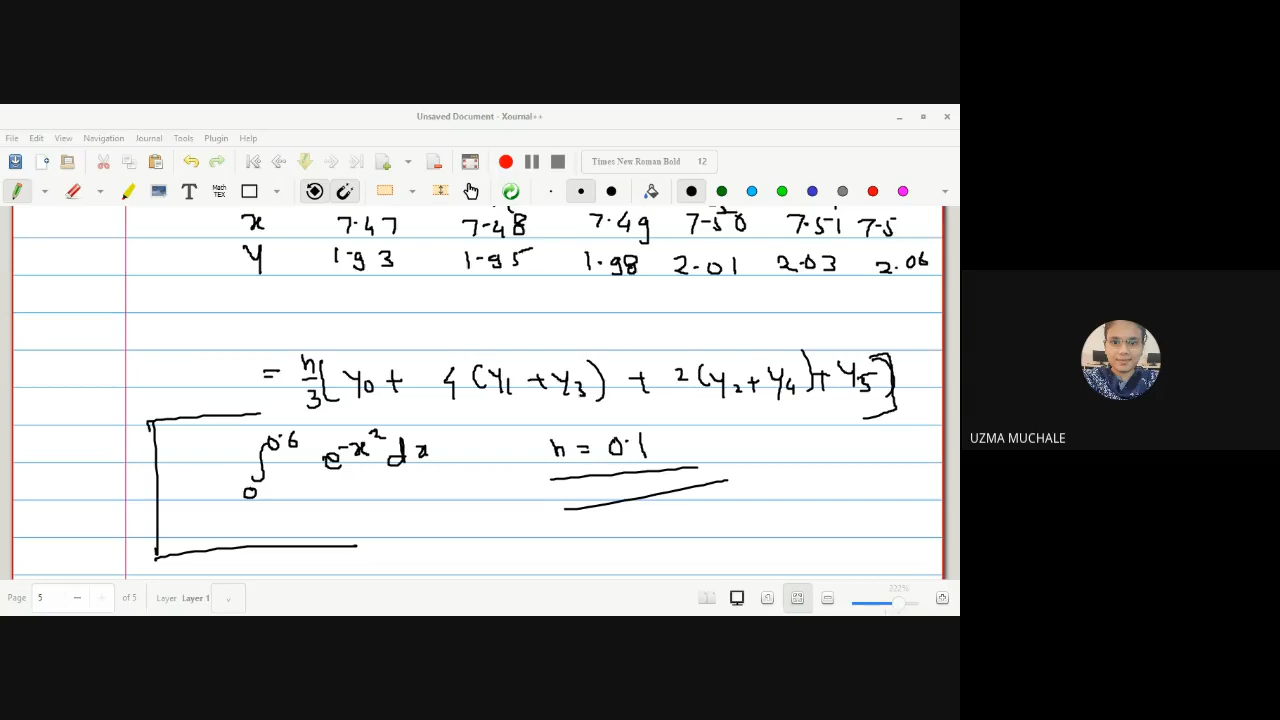 Unsaved Document - Xournal++
File Edit View Navigation Journal Tools Plugin Help
Times New Roman Bold 12
x 7.47 7.48 7.49 7.50 7.51 7.5
y 1.93 1.95 1.98 2.01 2.03 2.06
= h/3 [ y0 + 4 (y1 + y3) + 2 (y2 + y4) + y5 ]
∫0^0.6 e^-x^2 dx h = 0.1
UZMA MUCHALE
Page 5 of 5 Layer Layer 1 222%